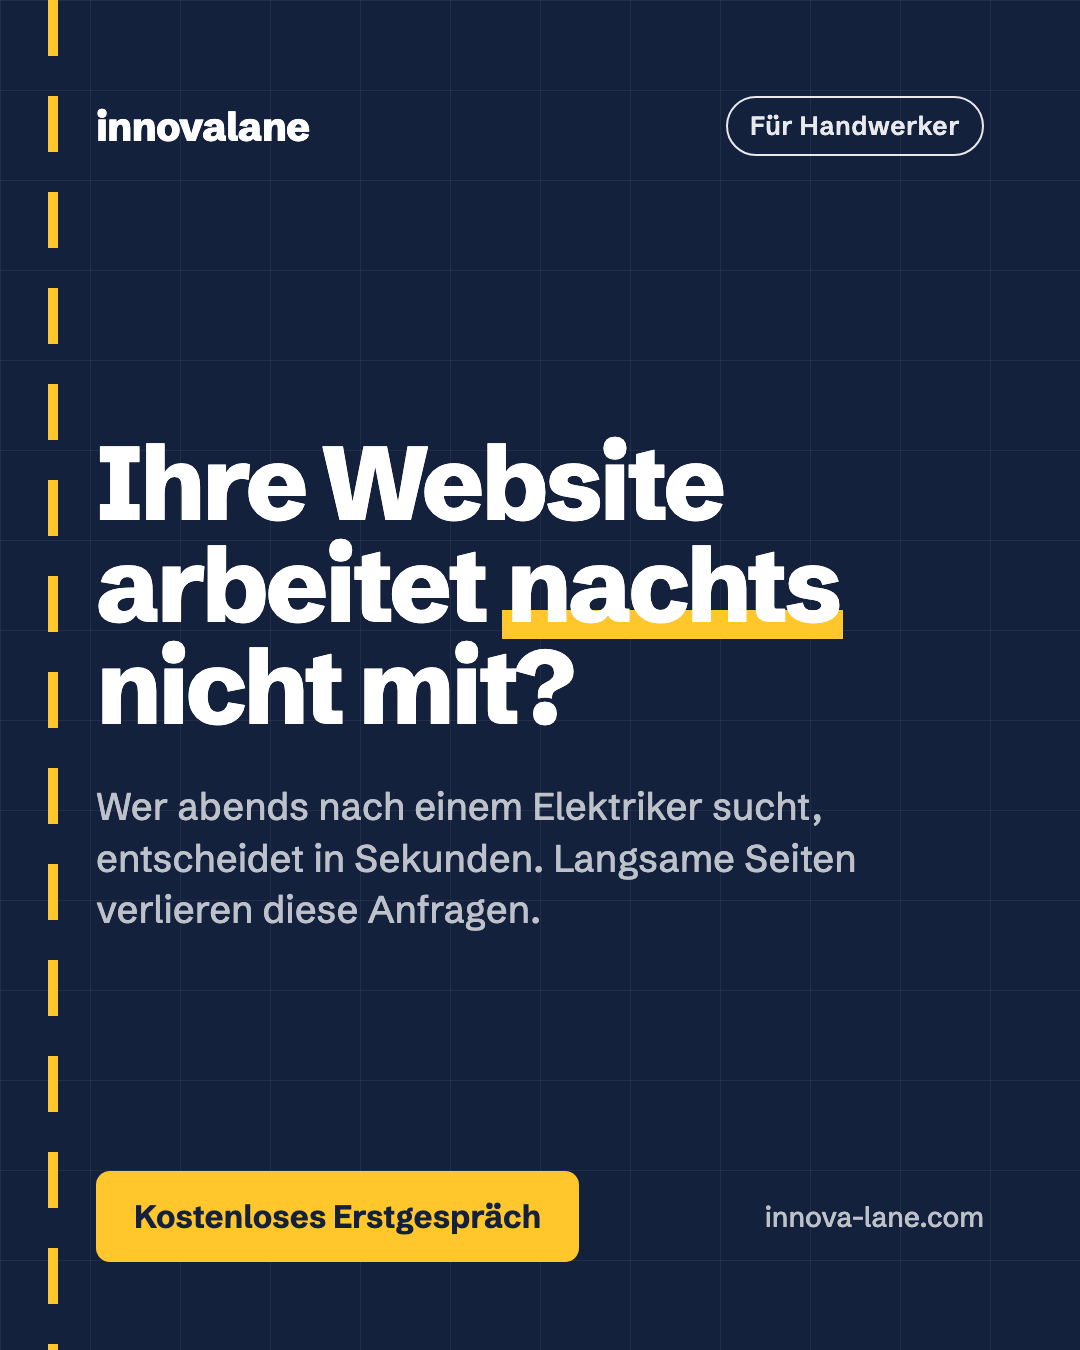 innovalane
Für Handwerker
Ihre Website
arbeitet nachts
nicht mit?
Wer abends nach einem Elektriker sucht,
entscheidet in Sekunden. Langsame Seiten
verlieren diese Anfragen.
Kostenloses Erstgespräch
innova-lane.com